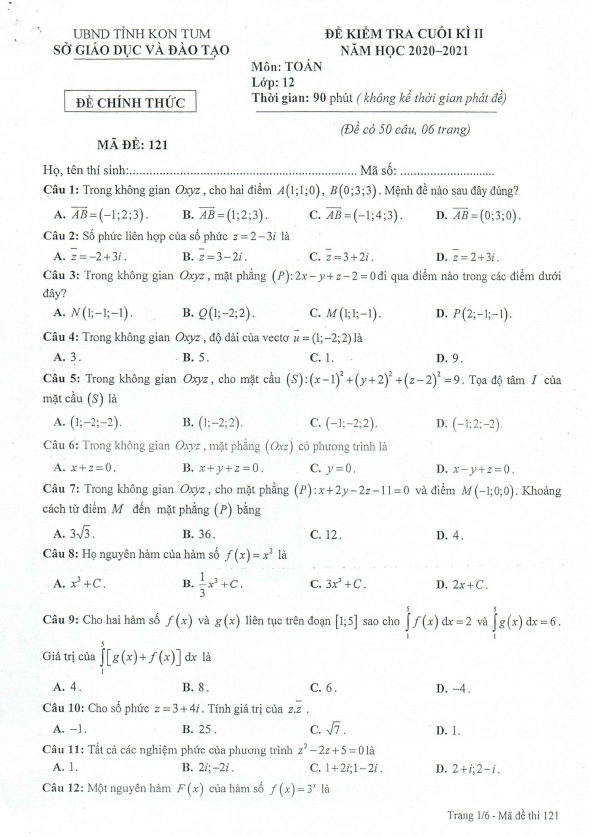 UBND TỈNH KON TUM
SỞ GIÁO DỤC VÀ ĐÀO TẠO
ĐỀ CHÍNH THỨC
MÃ ĐỀ: 121
ĐỀ KIỂM TRA CUỐI KÌ II
NĂM HỌC 2020–2021
Môn: TOÁN
Lớp: 12
Thời gian: 90 phút ( không kể thời gian phát đề)
(Đề có 50 câu, 06 trang)
Họ, tên thí sinh:.................................................................. Mã số: .............................
Câu 1: Trong không gian Oxyz , cho hai điểm A(1;1;0), B(0;3;3). Mệnh đề nào sau đây đúng?
A. \overrightarrow{AB} = (−1;2;3). B. \overrightarrow{AB} = (1;2;3). C. \overrightarrow{AB} = (−1;4;3). D. \overrightarrow{AB} = (0;3;0).
Câu 2: Số phức liên hợp của số phức z = 2 − 3i là
A. \overline{z} = −2 + 3i. B. \overline{z} = 3 − 2i. C. \overline{z} = 3 + 2i. D. \overline{z} = 2 + 3i.
Câu 3: Trong không gian Oxyz, mặt phẳng (P): 2x − y + z − 2 = 0 đi qua điểm nào trong các điểm dưới
đây?
A. N(1;−1;−1). B. Q(1;−2;2). C. M(1;1;−1). D. P(2;−1;−1).
Câu 4: Trong không gian Oxyz, độ dài của vectơ \vec{u} = (1;−2;2) là
A. 3. B. 5. C. 1. D. 9.
Câu 5: Trong không gian Oxyz, cho mặt cầu (S): (x−1)² + (y+2)² + (z−2)² = 9. Tọa độ tâm I của
mặt cầu (S) là
A. (1;−2;−2). B. (1;−2;2). C. (−1;−2;2). D. (−1;2;−2).
Câu 6: Trong không gian Oxyz, mặt phẳng (Oxz) có phương trình là
A. x + z = 0. B. x + y + z = 0. C. y = 0. D. x − y + z = 0.
Câu 7: Trong không gian Oxyz, cho mặt phẳng (P): x + 2y − 2z − 11 = 0 và điểm M(−1;0;0). Khoảng
cách từ điểm M đến mặt phẳng (P) bằng
A. 3√3. B. 36. C. 12. D. 4.
Câu 8: Họ nguyên hàm của hàm số f(x) = x² là
A. x³ + C. B. \frac{1}{3}x³ + C. C. 3x³ + C. D. 2x + C.
Câu 9: Cho hai hàm số f(x) và g(x) liên tục trên đoạn [1;5] sao cho \int_1^5 f(x)dx = 2 và \int_1^5 g(x)dx = 6.
Giá trị của \int_1^5 [g(x) + f(x)]dx là
A. 4. B. 8. C. 6. D. −4.
Câu 10: Cho số phức z = 3 + 4i. Tính giá trị của z.\overline{z} .
A. −1. B. 25. C. √7. D. 1.
Câu 11: Tất cả các nghiệm phức của phương trình z² − 2z + 5 = 0 là
A. 1. B. 2i;−2i. C. 1+2i;1−2i. D. 2+i;2−i.
Câu 12: Một nguyên hàm F(x) của hàm số f(x) = 3ˣ là
Trang 1/6 - Mã đề thi 121